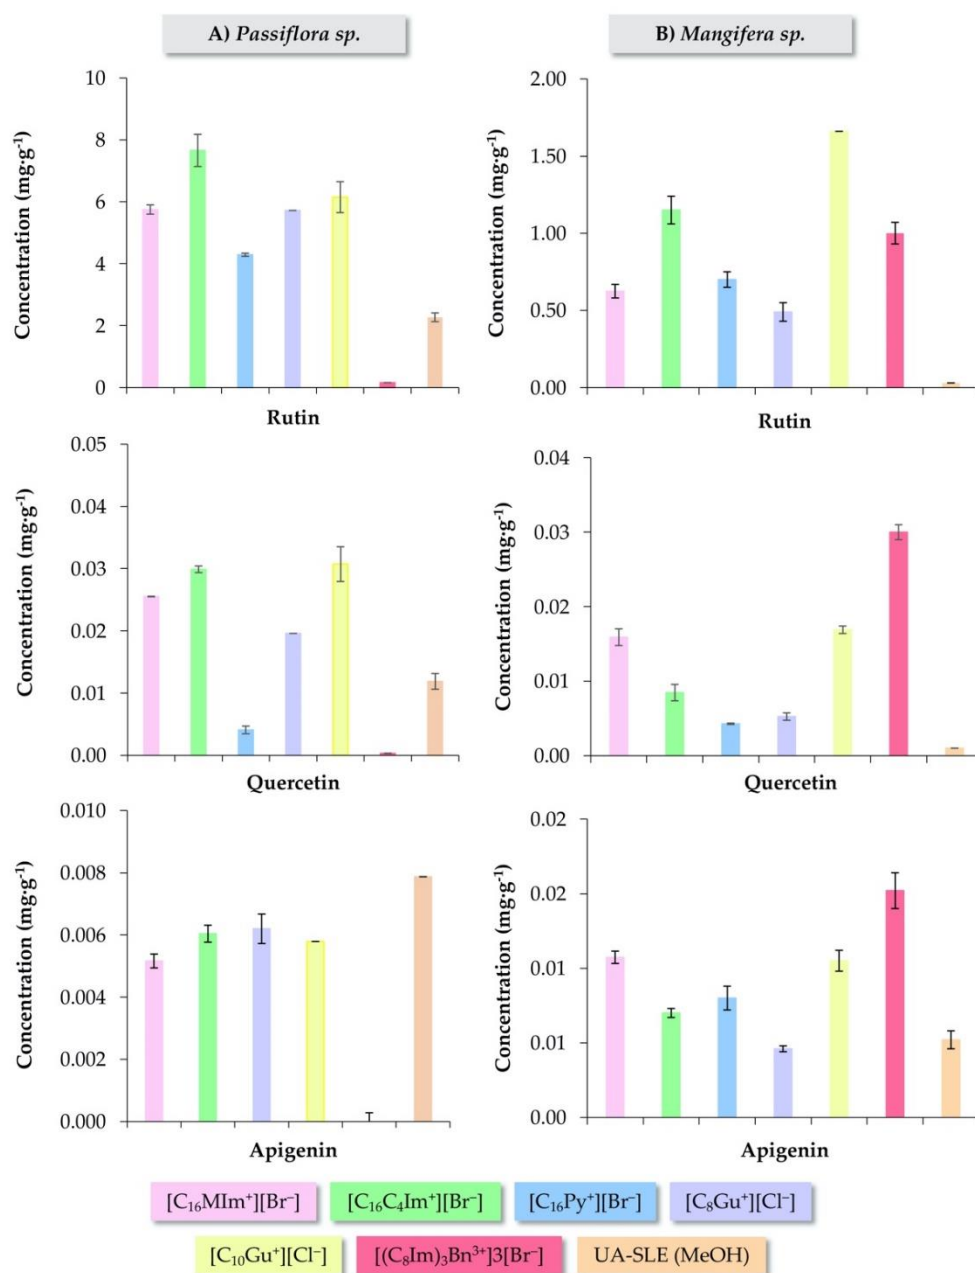 A) Passiflora sp.
B) Mangifera sp.
Concentration (mg·g⁻¹)
10
8
6
4
2
0
Rutin
Concentration (mg·g⁻¹)
2.00
1.50
1.00
0.50
0.00
Rutin
Concentration (mg·g⁻¹)
0.05
0.04
0.03
0.02
0.01
0.00
Quercetin
Concentration (mg·g⁻¹)
0.04
0.03
0.02
0.01
0.00
Quercetin
Concentration (mg·g⁻¹)
0.010
0.008
0.006
0.004
0.002
0.000
Apigenin
Concentration (mg·g⁻¹)
0.02
0.02
0.01
0.01
0.00
Apigenin
[C₁₆MIm⁺][Br⁻]
[C₁₆C₄Im⁺][Br⁻]
[C₁₆Py⁺][Br⁻]
[C₈Gu⁺][Cl⁻]
[C₁₀Gu⁺][Cl⁻]
[(C₈Im)₃Bn³⁺]3[Br⁻]
UA-SLE (MeOH)